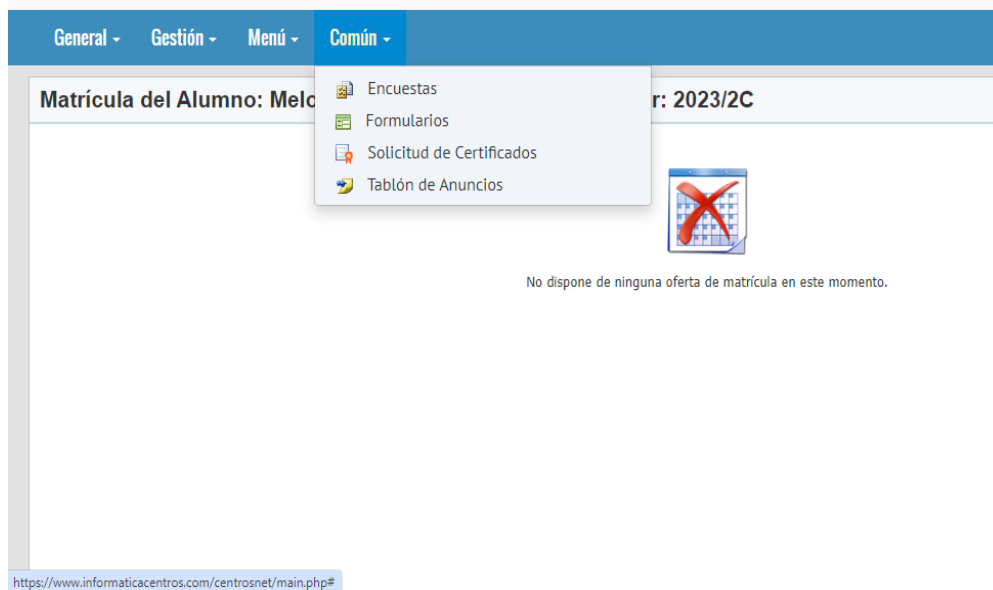 General Gestión Menú Común
Encuestas
Matrícula del Alumno: Melo r: 2023/2C
Formularios
Solicitud de Certificados
Tablón de Anuncios
No dispone de ninguna oferta de matrícula en este momento.
https://www.informaticacentros.com/centrosnet/main.php#